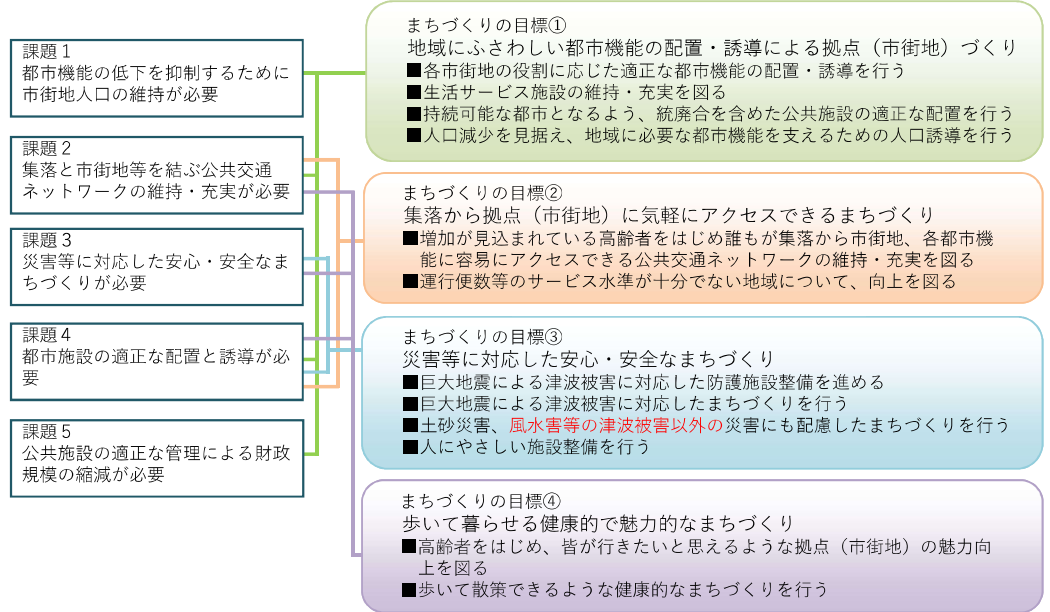 課題１
都市機能の低下を抑制するために
市街地人口の維持が必要
課題２
集落と市街地等を結ぶ公共交通
ネットワークの維持・充実が必要
課題３
災害等に対応した安心・安全なま
ちづくりが必要
課題４
都市施設の適正な配置と誘導が必
要
課題５
公共施設の適正な管理による財政
規模の縮減が必要
まちづくりの目標①
地域にふさわしい都市機能の配置・誘導による拠点（市街地）づくり
■各市街地の役割に応じた適正な都市機能の配置・誘導を行う
■生活サービス施設の維持・充実を図る
■持続可能な都市となるよう、統廃合を含めた公共施設の適正な配置を行う
■人口減少を見据え、地域に必要な都市機能を支えるための人口誘導を行う
まちづくりの目標②
集落から拠点（市街地）に気軽にアクセスできるまちづくり
■増加が見込まれている高齢者をはじめ誰もが集落から市街地、各都市機
能に容易にアクセスできる公共交通ネットワークの維持・充実を図る
■運行便数等のサービス水準が十分でない地域について、向上を図る
まちづくりの目標③
災害等に対応した安心・安全なまちづくり
■巨大地震による津波被害に対応した防護施設整備を進める
■巨大地震による津波被害に対応したまちづくりを行う
■土砂災害、風水害等の津波被害以外の災害にも配慮したまちづくりを行う
■人にやさしい施設整備を行う
まちづくりの目標④
歩いて暮らせる健康的で魅力的なまちづくり
■高齢者をはじめ、皆が行きたいと思えるような拠点（市街地）の魅力向
上を図る
■歩いて散策できるような健康的なまちづくりを行う